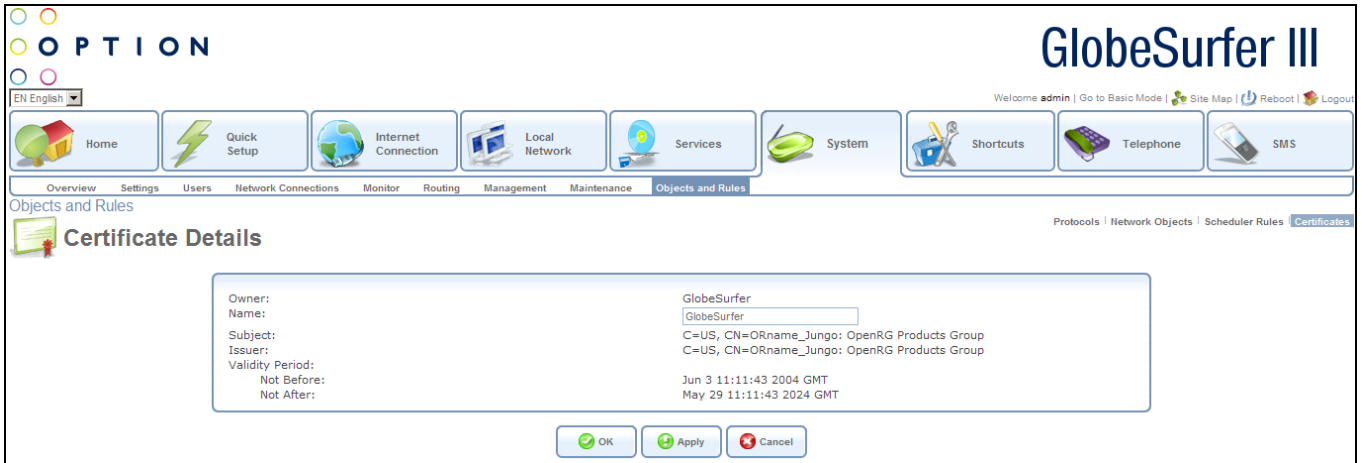 OPTION
GlobeSurfer III
EN English
Welcome admin | Go to Basic Mode | Site Map | Reboot | Logout
Home
Quick Setup
Internet Connection
Local Network
Services
System
Shortcuts
Telephone
SMS
Overview Settings Users Network Connections Monitor Routing Management Maintenance Objects and Rules
Objects and Rules
Protocols | Network Objects | Scheduler Rules | Certificates
Certificate Details
Owner: GlobeSurfer
Name: GlobeSurfer
Subject: C=US, CN=ORname_Jungo: OpenRG Products Group
Issuer: C=US, CN=ORname_Jungo: OpenRG Products Group
Validity Period:
Not Before: Jun 3 11:11:43 2004 GMT
Not After: May 29 11:11:43 2024 GMT
OK Apply Cancel